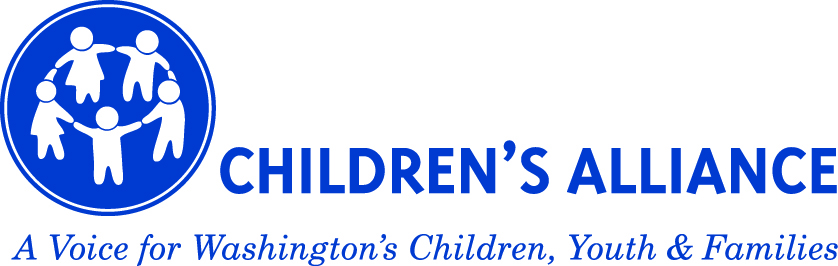 CHILDREN’S ALLIANCE
A Voice for Washington’s Children, Youth & Families